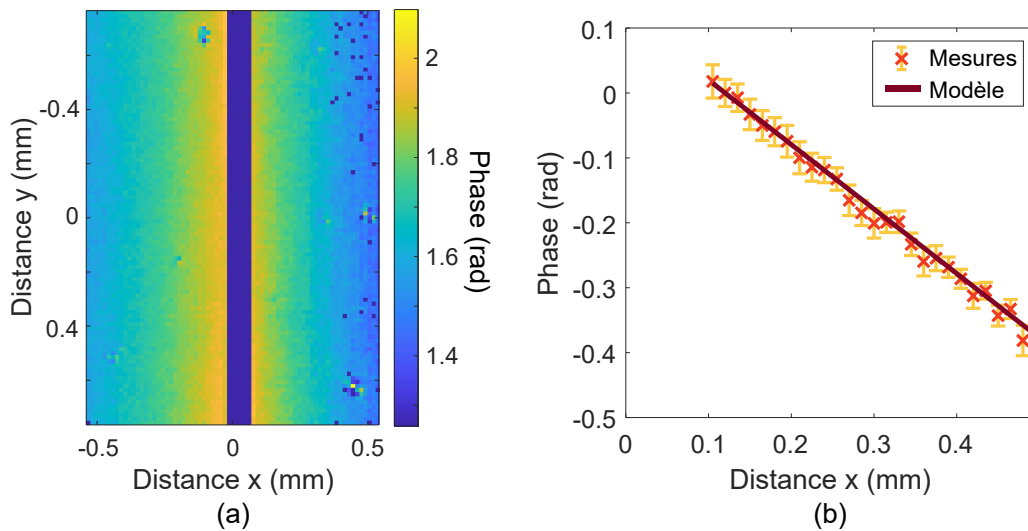 -0.4
0
0.4
Distance y (mm)
-0.5
0
0.5
Distance x (mm)
(a)
2
1.8
1.6
1.4
Phase (rad)
0.1
0
-0.1
-0.2
-0.3
-0.4
-0.5
Phase (rad)
Mesures
Modèle
0
0.1
0.2
0.3
0.4
Distance x (mm)
(b)